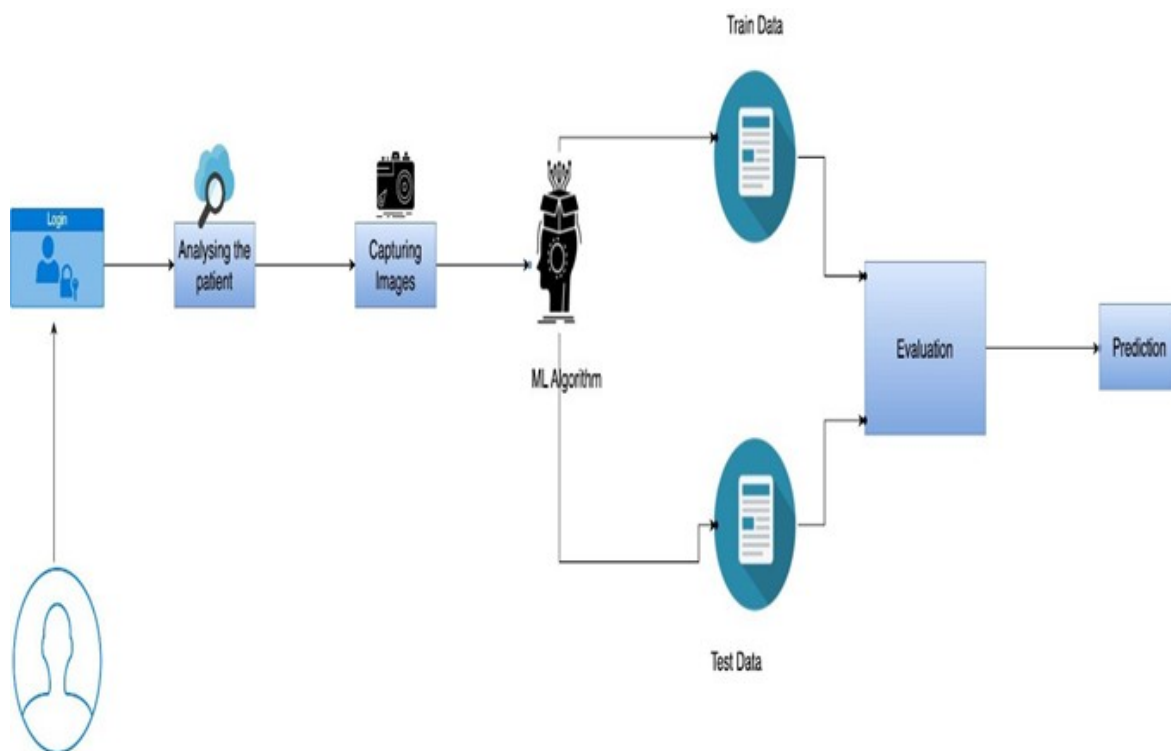 Train Data
Login
Analysing the
patient
Capturing
Images
ML Algorithm
Evaluation
Prediction
Test Data